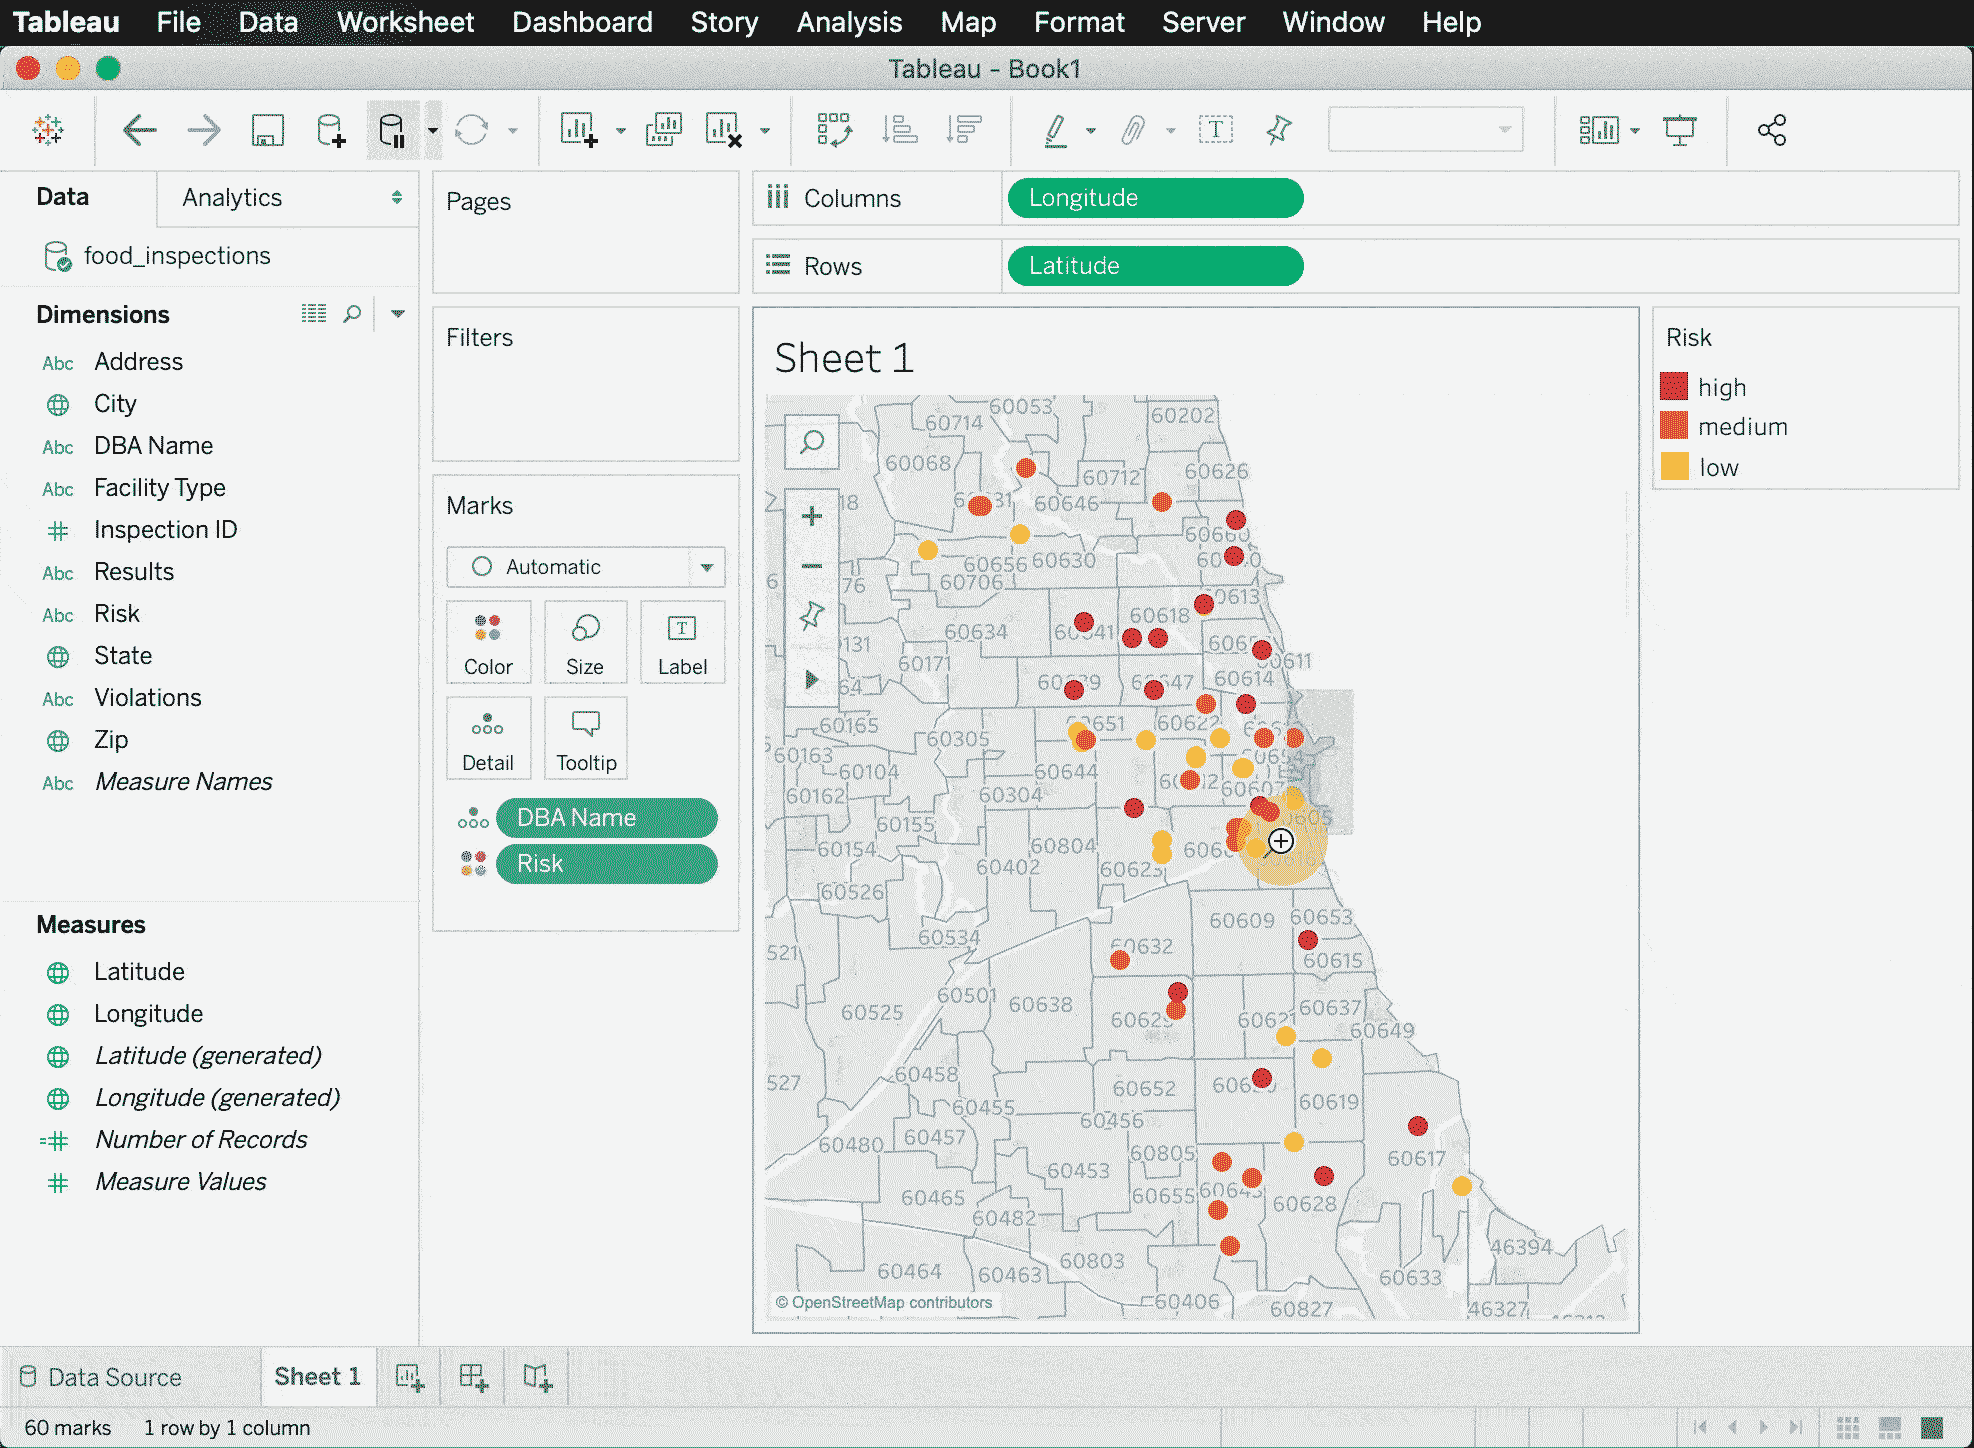 Tableau File Data Worksheet Dashboard Story Analysis Map Format Server Window Help
Tableau - Book1
Data
Analytics
food_inspections
Dimensions
Abc Address
City
Abc DBA Name
Abc Facility Type
Inspection ID
Abc Results
Abc Risk
State
Abc Violations
Zip
Abc Measure Names
Measures
Latitude
Longitude
Latitude (generated)
Longitude (generated)
Number of Records
Measure Values
Pages
Filters
Marks
Automatic
Color
Size
Label
Detail
Tooltip
DBA Name
Risk
Columns
Longitude
Rows
Latitude
Sheet 1
60053
60714
60202
60068
60712
60626
60646
60660
60656
60630
60706
60613
60618
60634
60171
60611
60614
60651
60622
60165
60305
60163
60104
60644
60162
60304
60607
60155
60154
60804
60402
60623
60526
60609
60653
60534
60632
60615
60501
60638
60637
60525
60649
60458
60652
60455
60619
60456
60480
60457
60805
60453
60617
60465
60655
60482
60628
60803
46394
60464
60463
60633
60406
60827
46327
© OpenStreetMap contributors
Risk
high
medium
low
Data Source
Sheet 1
60 marks
1 row by 1 column